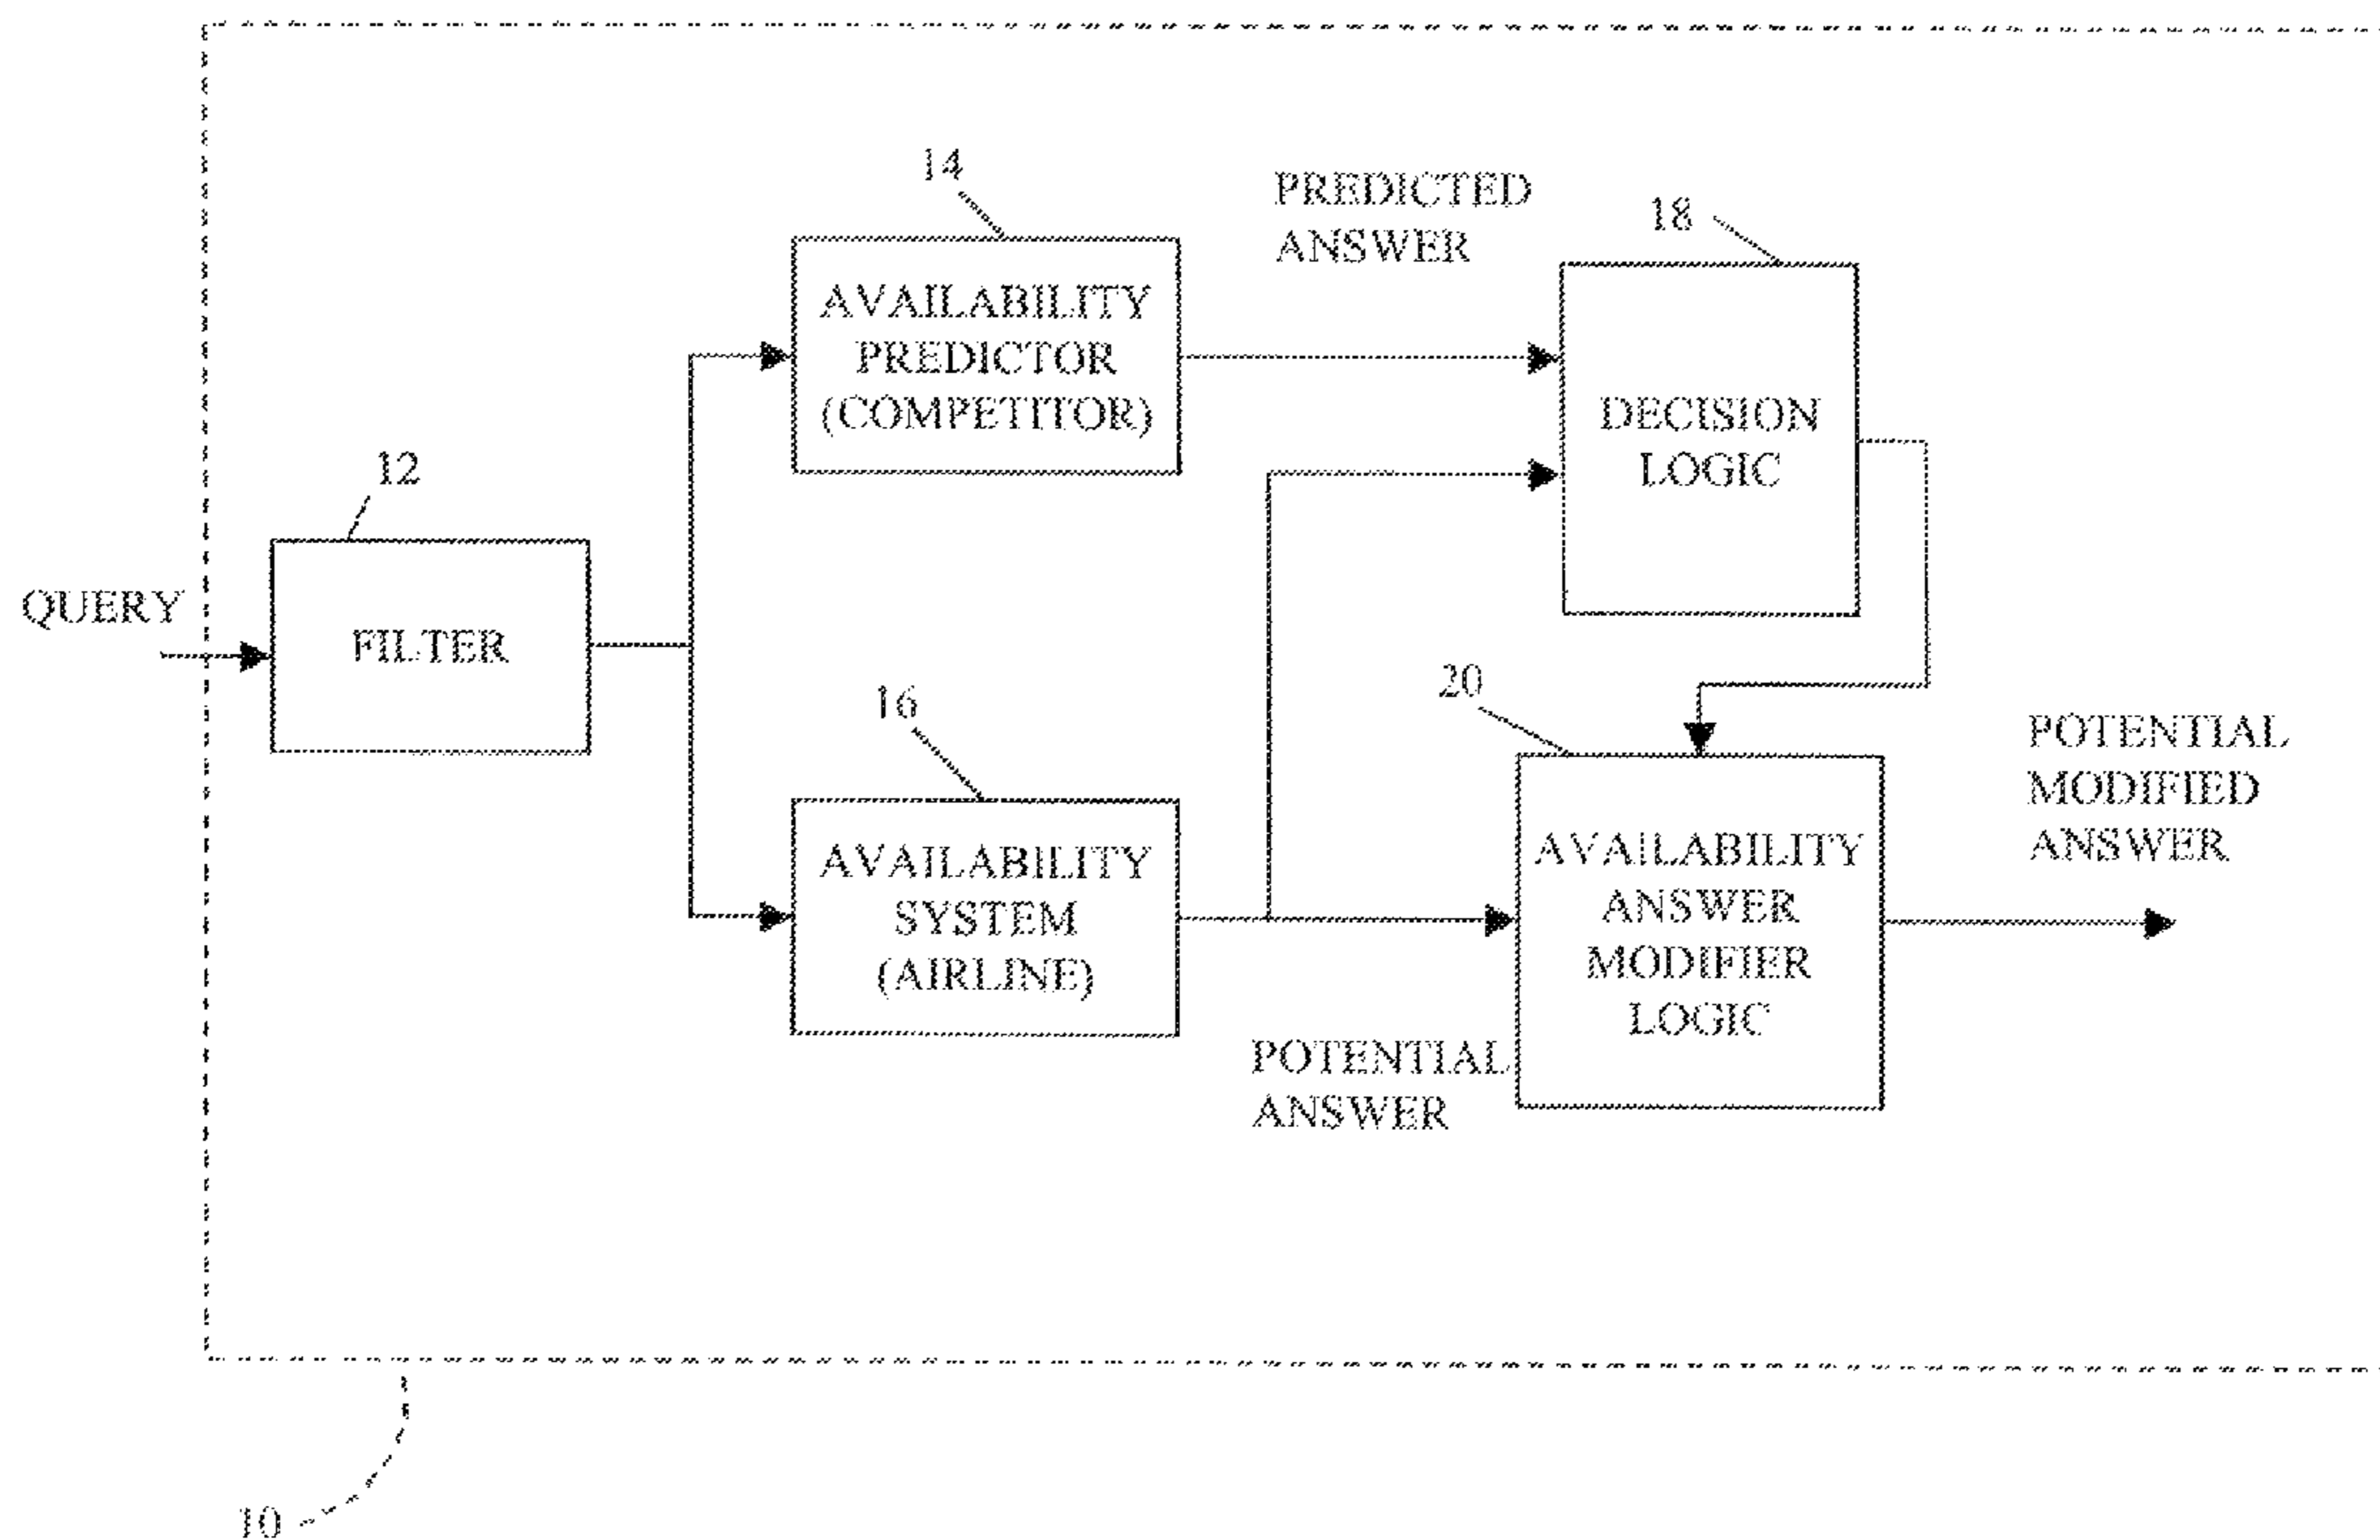 14
PREDICTED
ANSWER
18
AVAILABILITY
PREDICTOR
(COMPETITOR)
DECISION
LOGIC
12
QUERY
FILTER
16
20
POTENTIAL
MODIFIED
ANSWER
AVAILABILITY
SYSTEM
(AIRLINE)
AVAILABILITY
ANSWER
MODIFIER
LOGIC
POTENTIAL
ANSWER
10